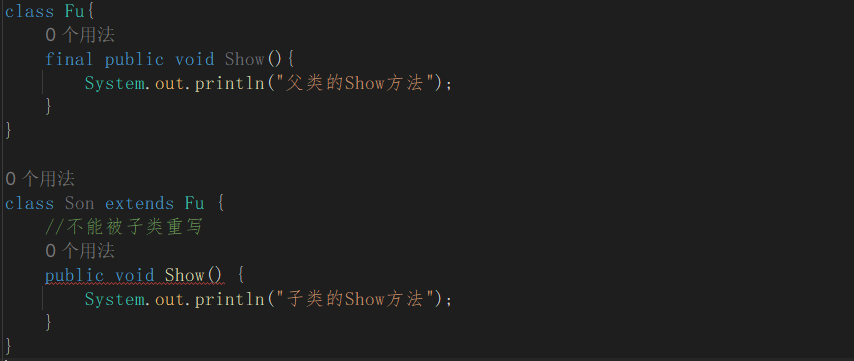 class Fu{
0 个用法
final public void Show(){
System.out.println("父类的Show方法");
}
}
0 个用法
class Son extends Fu {
//不能被子类重写
0 个用法
public void Show() {
System.out.println("子类的Show方法");
}
}